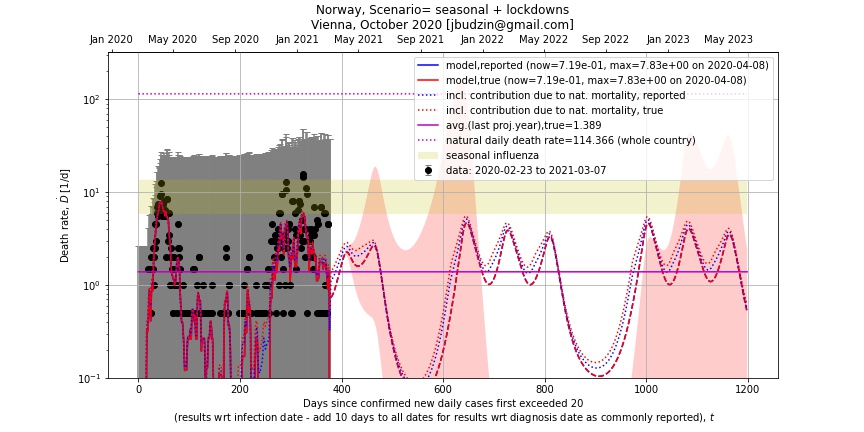 Norway, Scenario= seasonal + lockdowns
Vienna, October 2020 [jbudzin@gmail.com]
Jan 2020 May 2020 Sep 2020 Jan 2021 May 2021 Sep 2021 Jan 2022 May 2022 Sep 2022 Jan 2023 May 2023
model,reported (now=7.19e-01, max=7.83e+00 on 2020-04-08)
model,true (now=7.19e-01, max=7.83e+00 on 2020-04-08)
incl. contribution due to nat. mortality, reported
incl. contribution due to nat. mortality, true
avg.(last proj.year),true=1.389
natural daily death rate=114.366 (whole country)
seasonal influenza
data: 2020-02-23 to 2021-03-07
Death rate, D [1/d]
10²
10¹
10⁰
10⁻¹
0 200 400 600 800 1000 1200
Days since confirmed new daily cases first exceeded 20
(results wrt infection date - add 10 days to all dates for results wrt diagnosis date as commonly reported), t